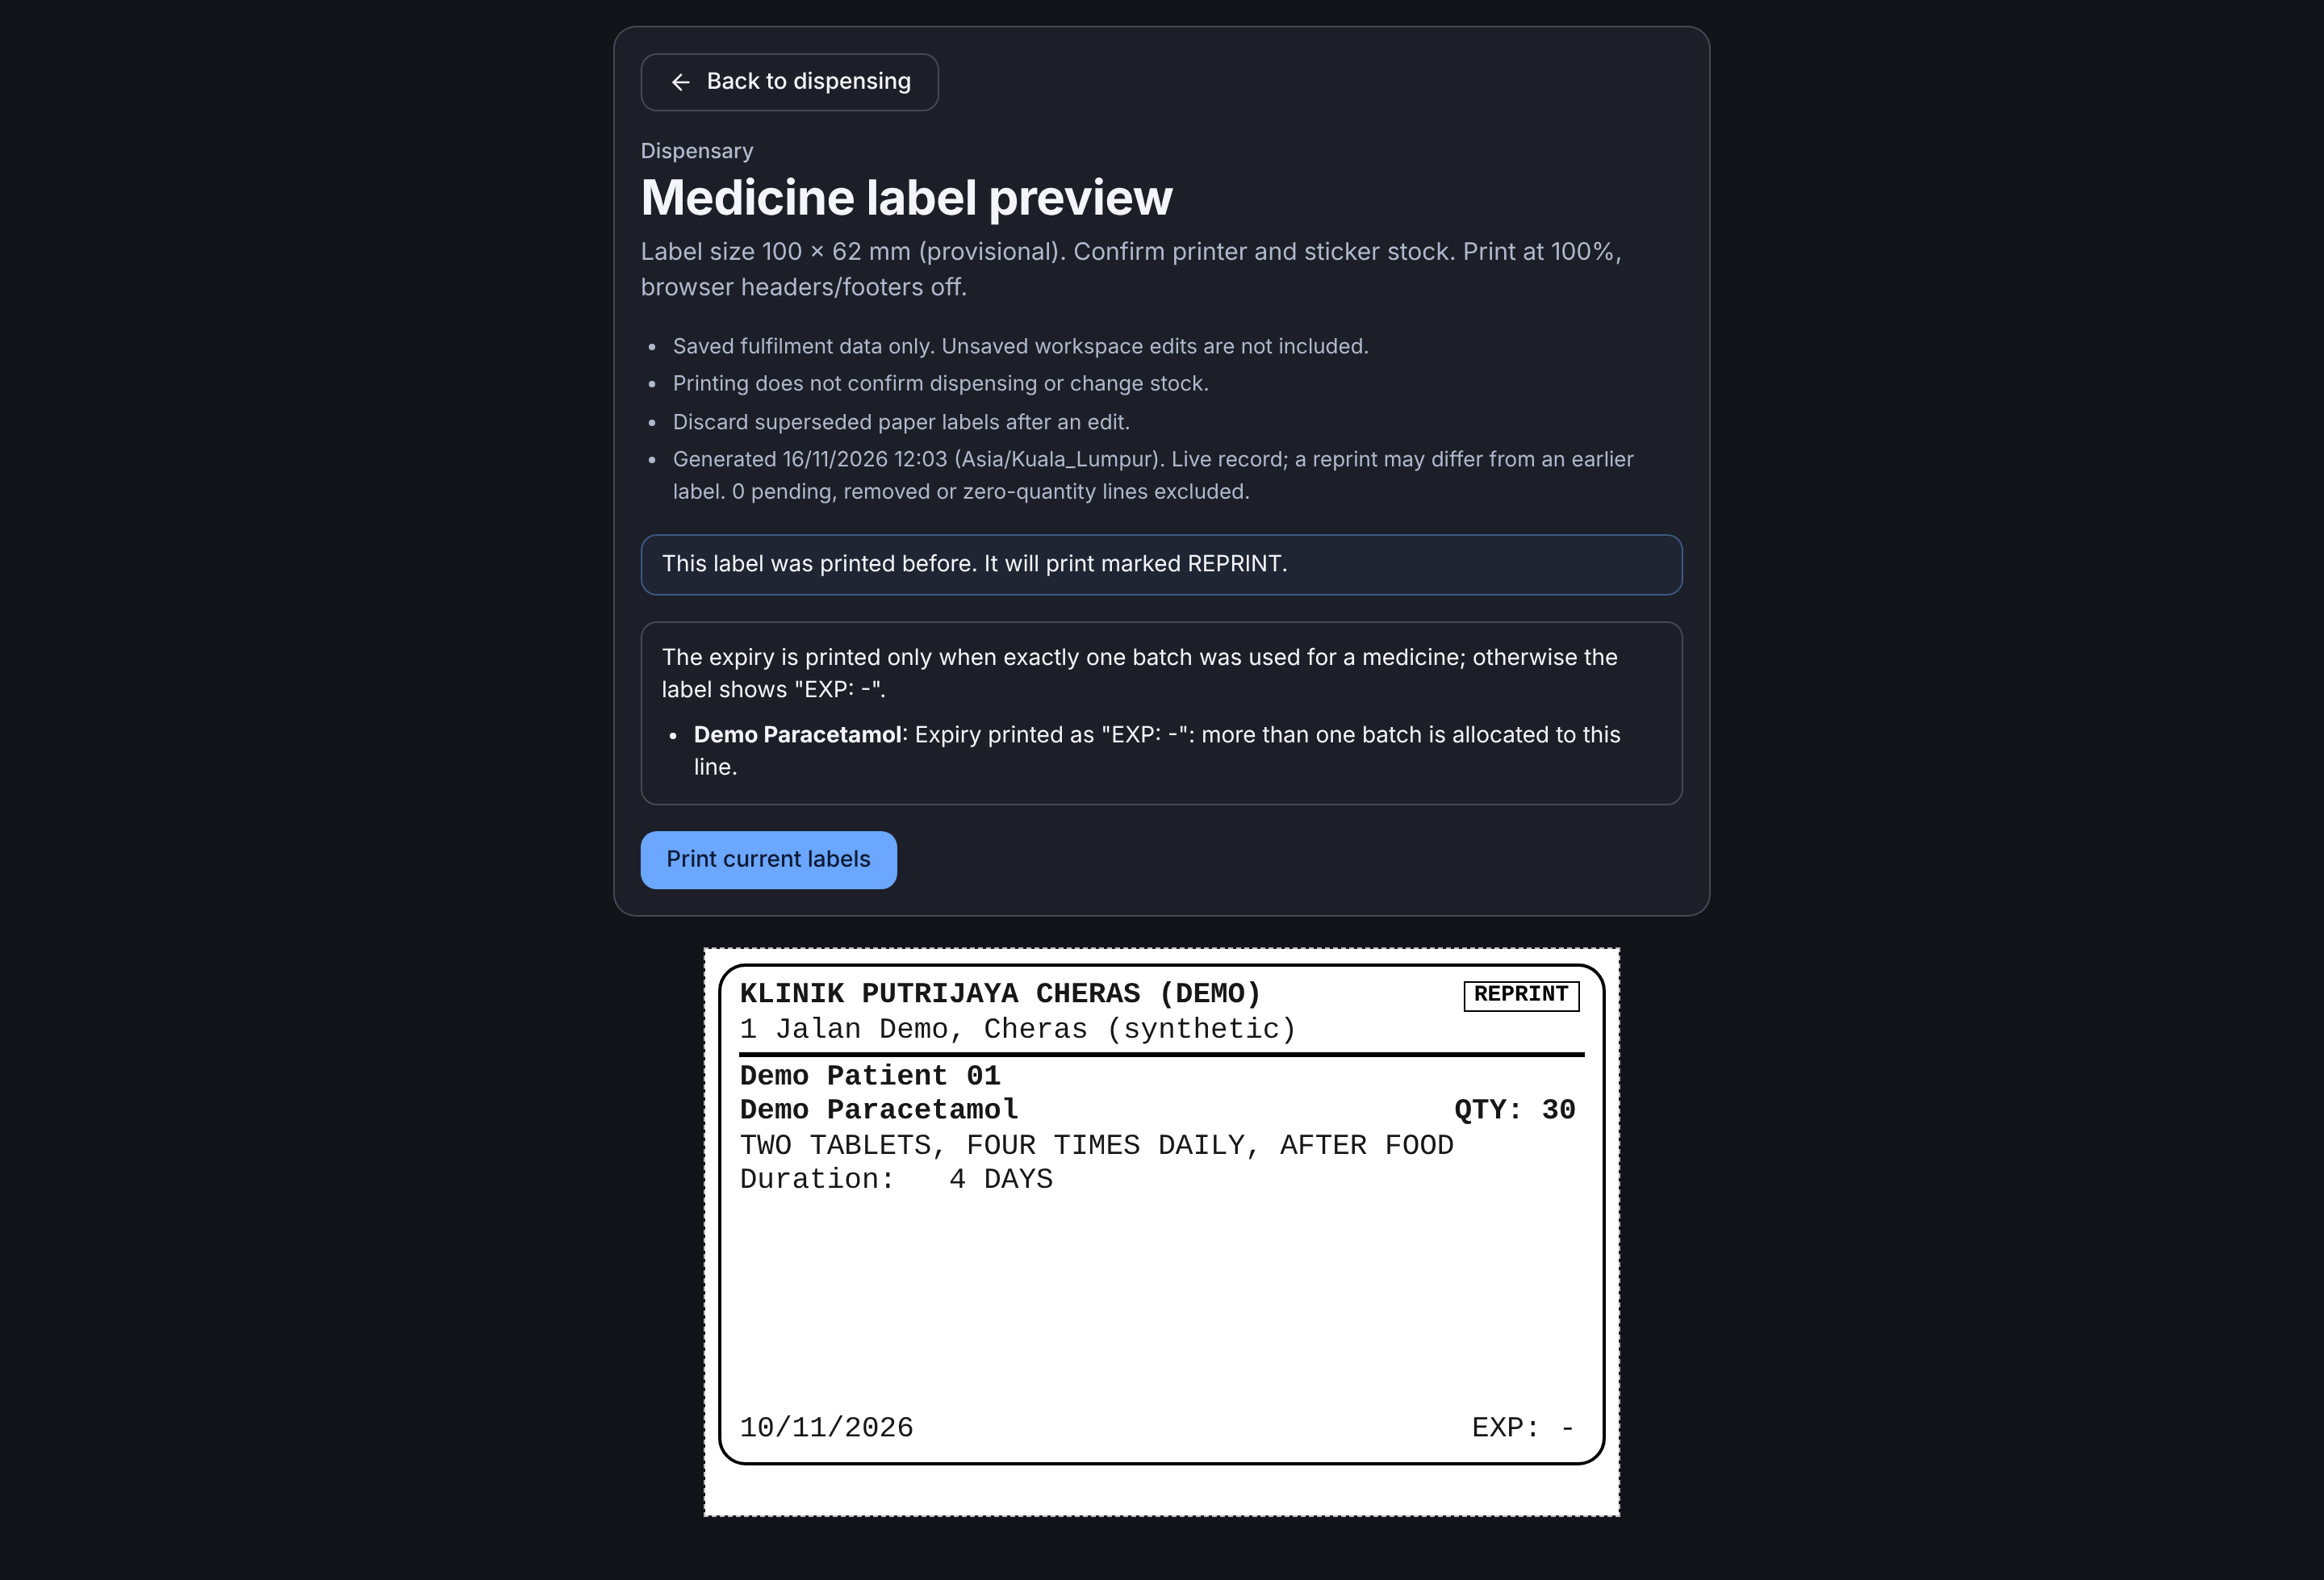 Back to dispensing
Dispensary
Medicine label preview
Label size 100 × 62 mm (provisional). Confirm printer and sticker stock. Print at 100%,
browser headers/footers off.
• Saved fulfilment data only. Unsaved workspace edits are not included.
• Printing does not confirm dispensing or change stock.
• Discard superseded paper labels after an edit.
• Generated 16/11/2026 12:03 (Asia/Kuala_Lumpur). Live record; a reprint may differ from an earlier
label. 0 pending, removed or zero-quantity lines excluded.
This label was printed before. It will print marked REPRINT.
The expiry is printed only when exactly one batch was used for a medicine; otherwise the
label shows "EXP: -".
• Demo Paracetamol: Expiry printed as "EXP: -": more than one batch is allocated to this
line.
Print current labels
KLINIK PUTRIJAYA CHERAS (DEMO) REPRINT
1 Jalan Demo, Cheras (synthetic)
Demo Patient 01
Demo Paracetamol QTY: 30
TWO TABLETS, FOUR TIMES DAILY, AFTER FOOD
Duration: 4 DAYS
10/11/2026 EXP: -